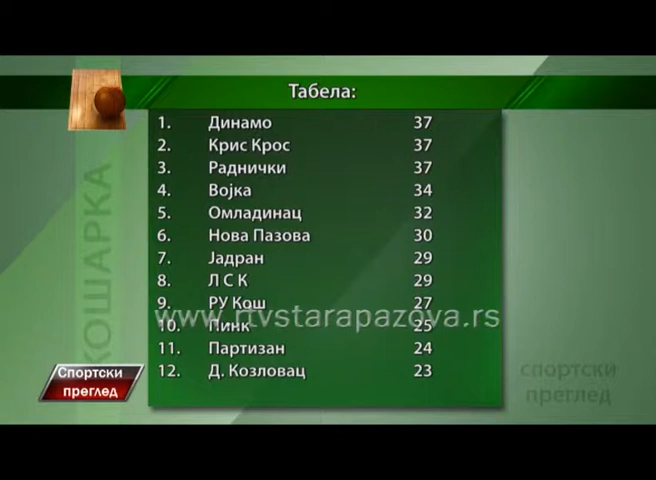 Табела:
1. Динамо 37
2. Крис Крос 37
3. Раднички 37
4. Војка 34
5. Омладинац 32
6. Нова Пазова 30
7. Јадран 29
8. Л С К 29
9. РУ Кош 27
www.rtvstarapazova.rs
10. Пинк 25
11. Партизан 24
12. Д. Козловац 23
КОШАРКА
Спортски
преглед
спортски
преглед